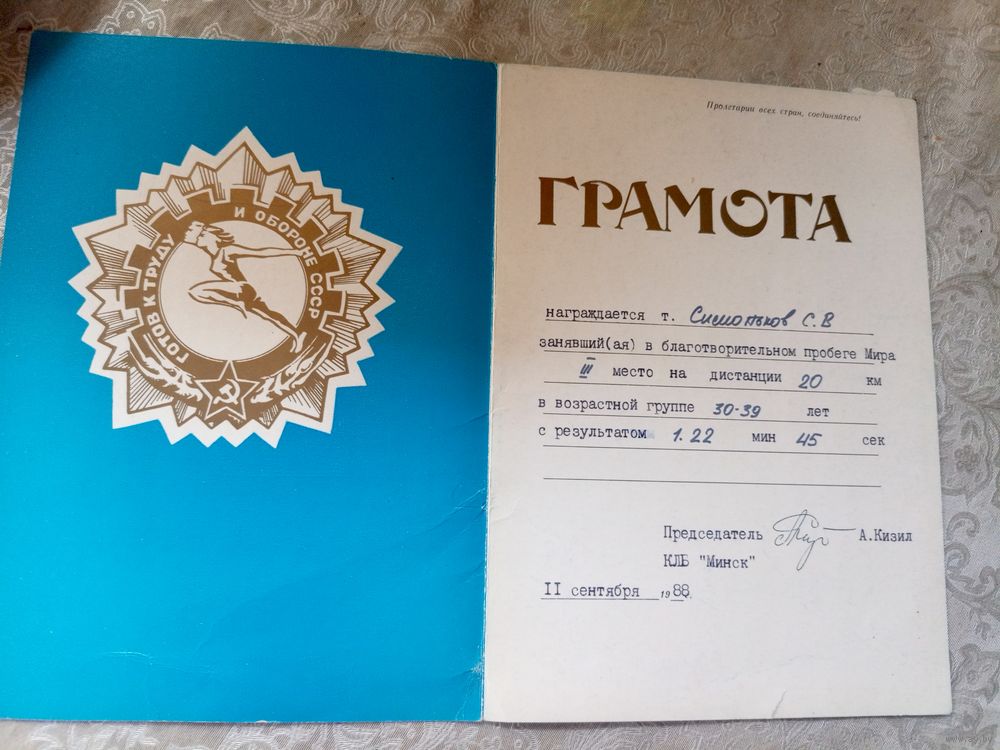 ГОТОВ К ТРУДУ И ОБОРОНЕ СССР
Пролетарии всех стран, соединяйтесь!
ГРАМОТА
награждается т. Симоньков С.В
занявший(ая) в благотворительном пробеге Мира
III место на дистанции 20 км
в возрастной группе 30-39 лет
с результатом 1.22 мин 45 сек
Председатель А.Кизил
КЛБ "Минск"
II сентября 1988.